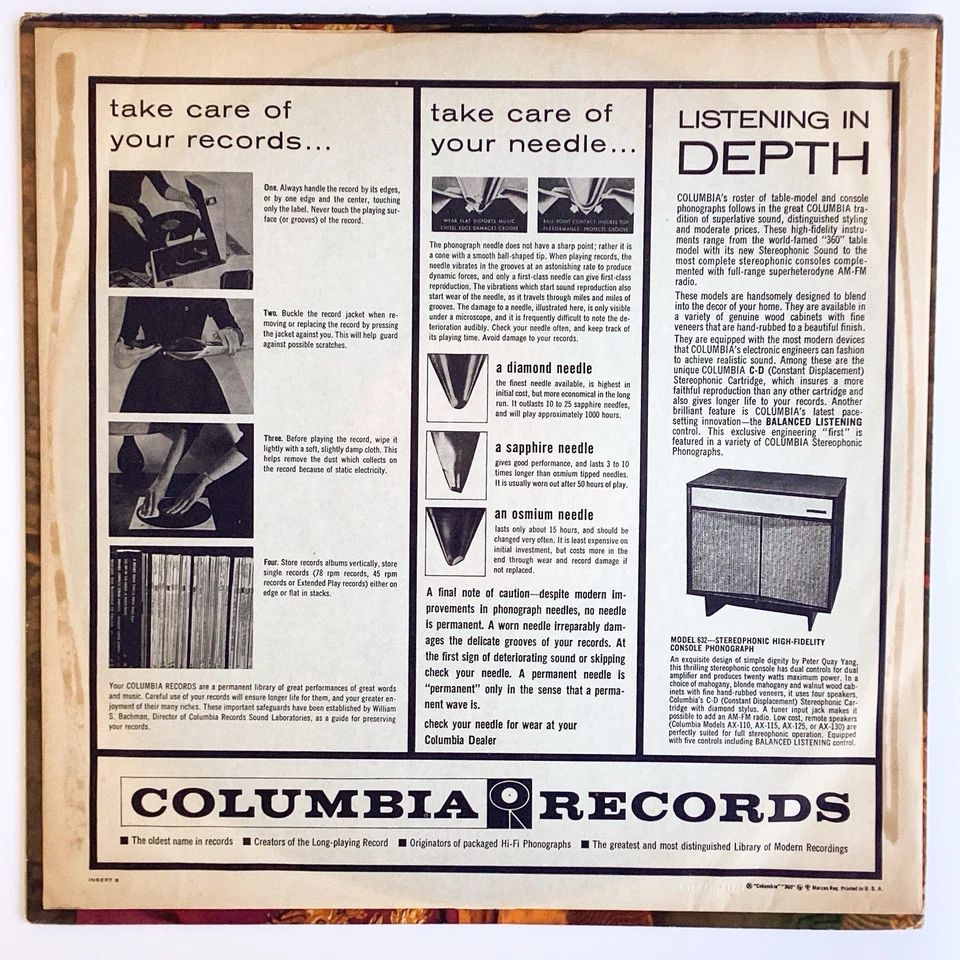 take care of
your records...
One. Always handle the record by its edges,
or by one edge and the center, touching
only the label. Never touch the playing sur-
face (or grooves) of the record.
Two. Buckle the record jacket when re-
moving or replacing the record by pressing
the jacket against you. This will help guard
against possible scratches.
Three. Before playing the record, wipe it
lightly with a soft, slightly damp cloth. This
helps remove the dust which collects on
the record because of static electricity.
Four. Store records albums vertically, store
single records (78 rpm records, 45 rpm
records or Extended Play records) either on
edge or flat in stacks.
Your COLUMBIA RECORDS are a permanent library of great performances of great words
and music. Careful use of your records will ensure longer life for them, and your greater en-
joyment of their many riches. These important safeguards have been established by William
S. Bachman, Director of Columbia Records Sound Laboratories, as a guide for preserving
your records.
take care of
your needle...
WEAR FLAT DISTORTS MUSIC
CHISEL EDGE DAMAGES GROOVE
BALL-POINT CONTACT INSURES TOP
PERFORMANCE · PROTECTS GROOVE
The phonograph needle does not have a sharp point; rather it is
a cone with a smooth ball-shaped tip. When playing records, the
needle vibrates in the grooves at an astonishing rate to produce
dynamic forces, and only a first-class needle can give first-class
reproduction. The vibrations which start sound reproduction also
start wear of the needle, as it travels through miles and miles of
grooves. The damage to a needle, illustrated here, is only visible
under a microscope, and it is frequently difficult to note the de-
terioration audibly. Check your needle often, and keep track of
its playing time. Avoid damage to your records.
a diamond needle
the finest needle available, is highest in
initial cost, but more economical in the long
run. It outlasts 10 to 25 sapphire needles,
and will play approximately 1000 hours.
a sapphire needle
gives good performance, and lasts 3 to 10
times longer than osmium tipped needles.
It is usually worn out after 50 hours of play.
an osmium needle
lasts only about 15 hours, and should be
changed very often. It is least expensive on
initial investment, but costs more in the
end through wear and record damage if
not replaced.
A final note of caution—despite modern im-
provements in phonograph needles, no needle
is permanent. A worn needle irreparably dam-
ages the delicate grooves of your records. At
the first sign of deteriorating sound or skipping
check your needle. A permanent needle is
"permanent" only in the sense that a perma-
nent wave is.
check your needle for wear at your
Columbia Dealer
LISTENING IN
DEPTH
COLUMBIA's roster of table-model and console
phonographs follows in the great COLUMBIA tra-
dition of superlative sound, distinguished styling
and moderate prices. These high-fidelity instru-
ments range from the world-famed "360" table
model with its new Stereophonic Sound to the
most complete stereophonic consoles comple-
mented with full-range superheterodyne AM-FM
radio.
These models are handsomely designed to blend
into the decor of your home. They are available in
a variety of genuine wood cabinets with fine
veneers that are hand-rubbed to a beautiful finish.
They are equipped with the most modern devices
that COLUMBIA's electronic engineers can fashion
to achieve realistic sound. Among these are the
unique COLUMBIA C-D (Constant Displacement)
Stereophonic Cartridge, which insures a more
faithful reproduction than any other cartridge and
also gives longer life to your records. Another
brilliant feature is COLUMBIA's latest pace-
setting innovation—the BALANCED LISTENING
control. This exclusive engineering "first" is
featured in a variety of COLUMBIA Stereophonic
Phonographs.
MODEL 632—STEREOPHONIC HIGH-FIDELITY
CONSOLE PHONOGRAPH
An exquisite design of simple dignity by Peter Quay Yang,
this thrilling stereophonic console has dual controls for dual
amplifier and produces twenty watts maximum power. In a
choice of mahogany, blonde mahogany and walnut wood cab-
inets with fine hand-rubbed veneers, it uses four speakers,
Columbia's C-D (Constant Displacement) Stereophonic Car-
tridge with diamond stylus. A tuner input jack makes it
possible to add an AM-FM radio. Low cost, remote speakers
(Columbia Models AX-110, AX-115, AX-125, or AX-130) are
perfectly suited for full stereophonic operation. Equipped
with five controls including BALANCED LISTENING control.
COLUMBIA RECORDS
■ The oldest name in records ■ Creators of the Long-playing Record ■ Originators of packaged Hi-Fi Phonographs ■ The greatest and most distinguished Library of Modern Recordings
INSERT 8
® "Columbia" "360" Marcas Reg. Printed in U. S. A.